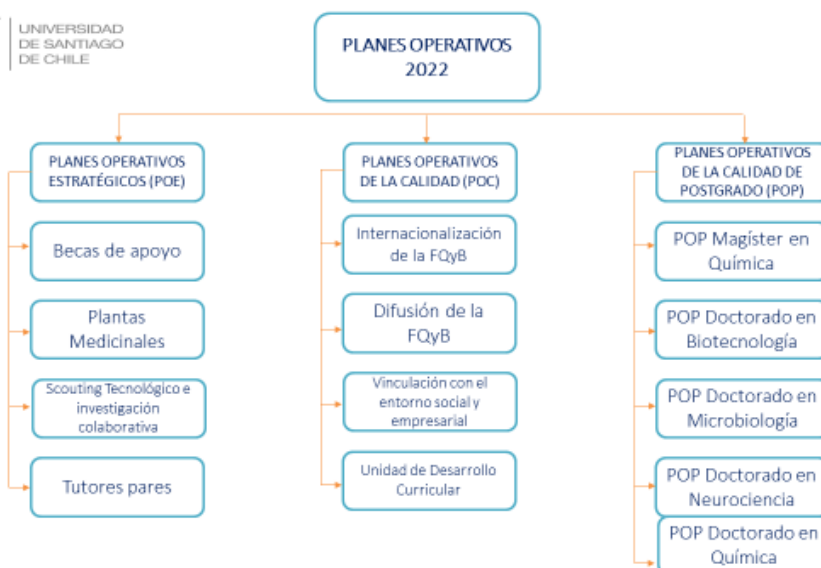 UNIVERSIDAD
DE SANTIAGO
DE CHILE
PLANES OPERATIVOS
2022
PLANES OPERATIVOS
ESTRATÉGICOS (POE)
Becas de apoyo
Plantas
Medicinales
Scouting Tecnológico e
investigación
colaborativa
Tutores pares
PLANES OPERATIVOS
DE LA CALIDAD (POC)
Internacionalización
de la FQyB
Difusión de la
FQyB
Vinculación con el
entorno social y
empresarial
Unidad de Desarrollo
Curricular
PLANES OPERATIVOS
DE LA CALIDAD DE
POSTGRADO (POP)
POP Magíster en
Química
POP Doctorado en
Biotecnología
POP Doctorado en
Microbiología
POP Doctorado en
Neurociencia
POP Doctorado en
Química